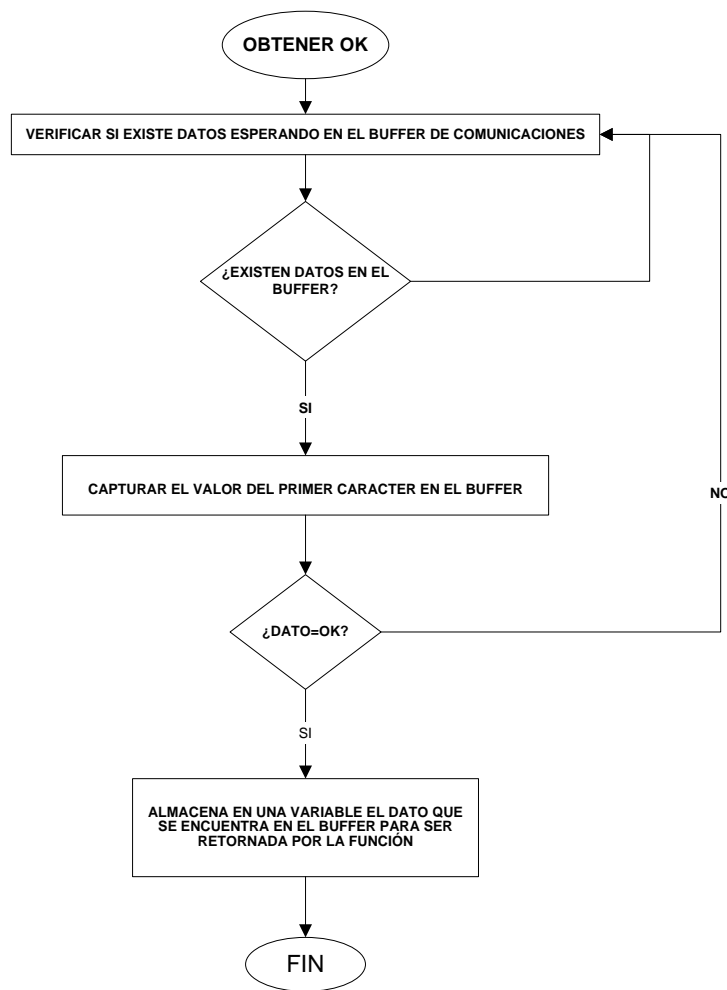 OBTENER OK
VERIFICAR SI EXISTE DATOS ESPERANDO EN EL BUFFER DE COMUNICACIONES
¿EXISTEN DATOS EN EL
BUFFER?
SI
CAPTURAR EL VALOR DEL PRIMER CARACTER EN EL BUFFER
NO
¿DATO=OK?
SI
ALMACENA EN UNA VARIABLE EL DATO QUE
SE ENCUENTRA EN EL BUFFER PARA SER
RETORNADA POR LA FUNCIÓN
FIN